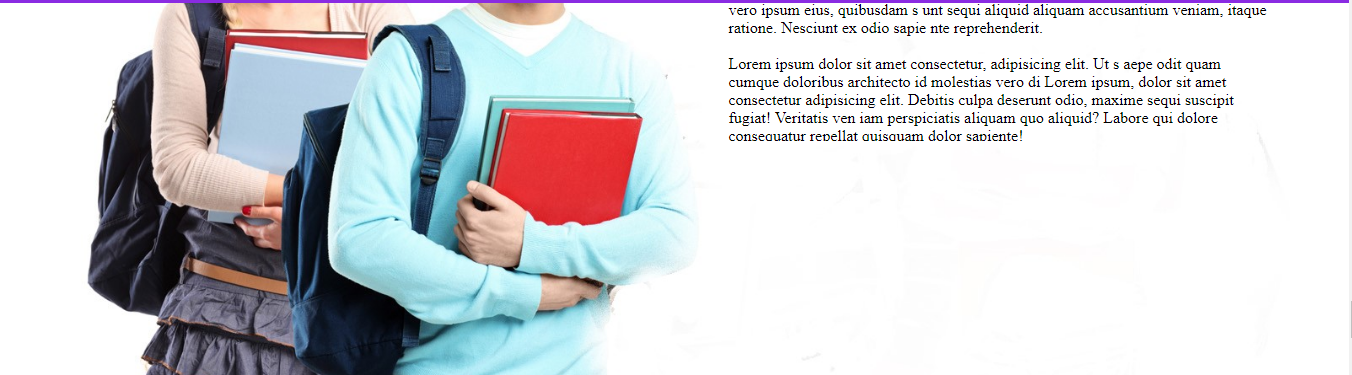 vero ipsum eius, quibusdam s unt sequi aliquid aliquam accusantium veniam, itaque
ratione. Nesciunt ex odio sapie nte reprehenderit.
Lorem ipsum dolor sit amet consectetur, adipisicing elit. Ut s aepe odit quam
cumque doloribus architecto id molestias vero di Lorem ipsum, dolor sit amet
consectetur adipisicing elit. Debitis culpa deserunt odio, maxime sequi suscipit
fugiat! Veritatis ven iam perspiciatis aliquam quo aliquid? Labore qui dolore
consequatur repellat quisquam dolor sapiente!